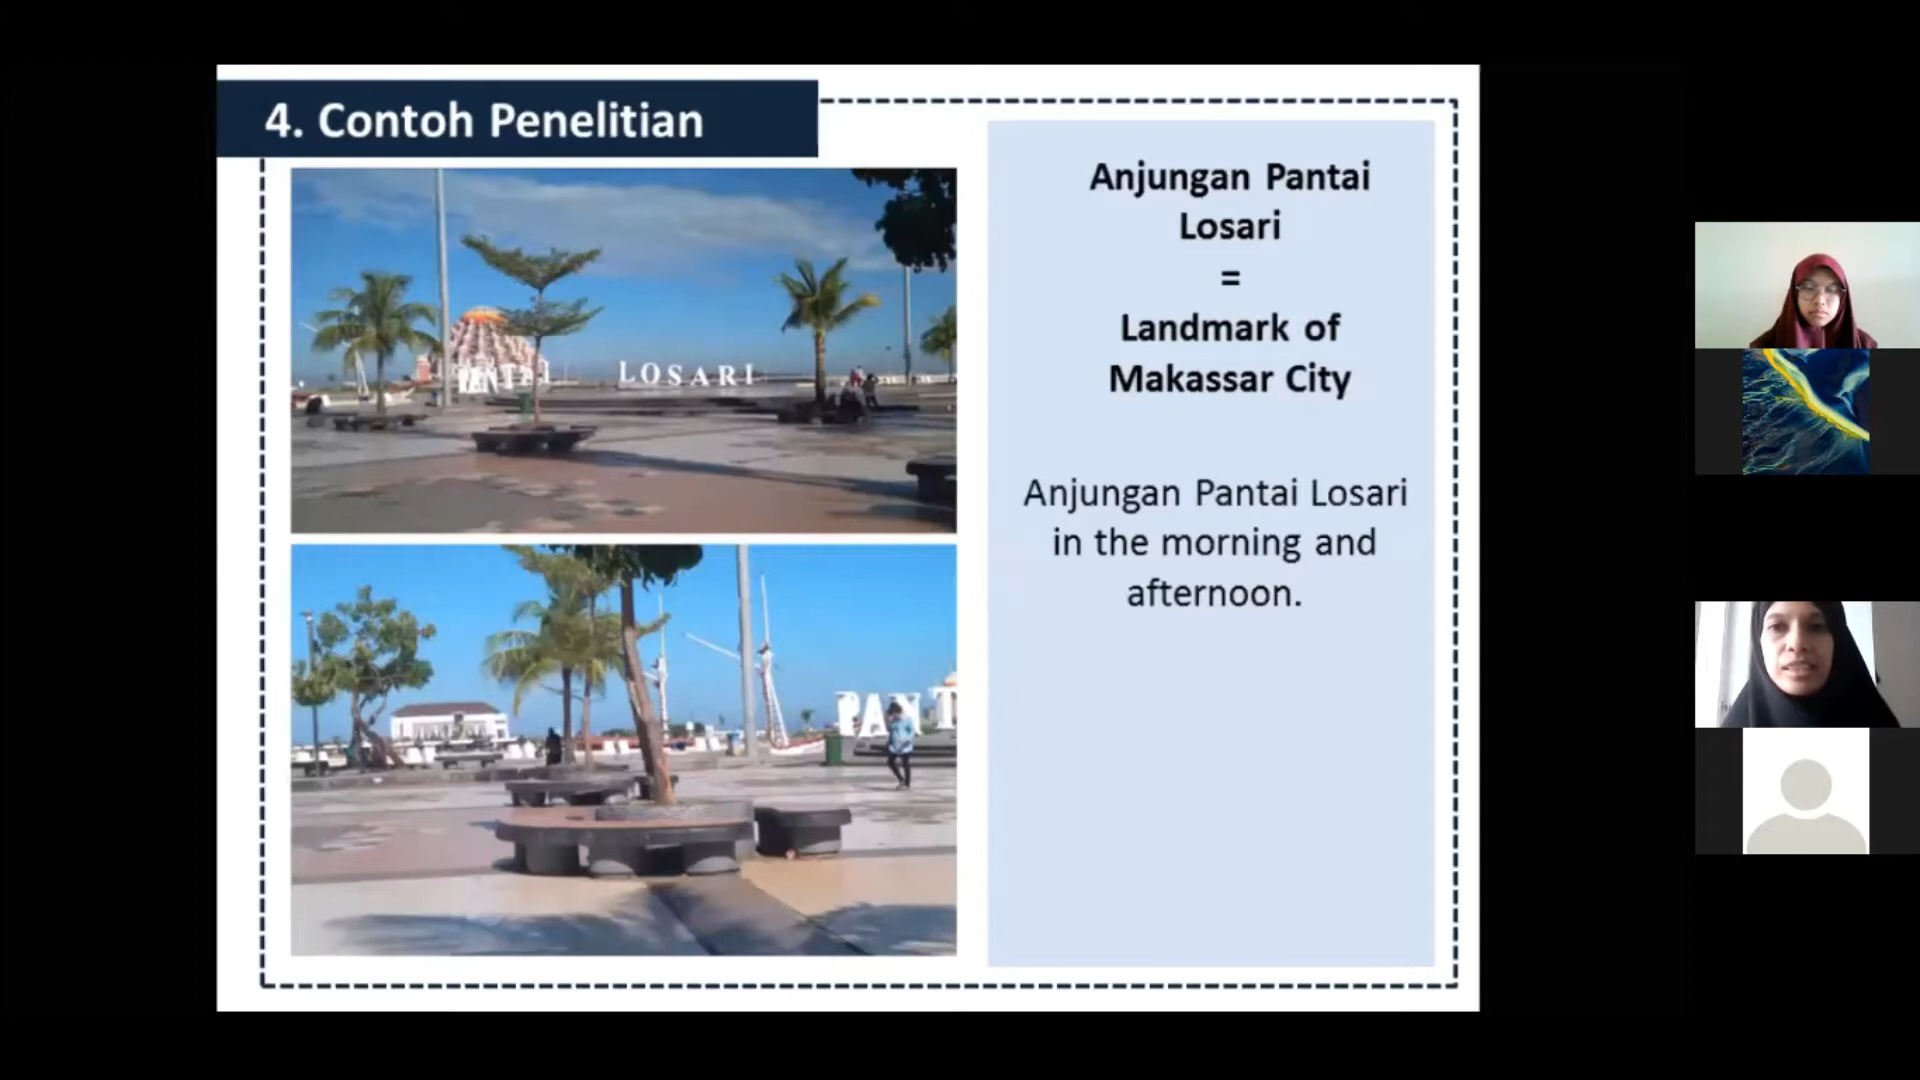 4. Contoh Penelitian
PANTAI LOSARI
PANT
Anjungan Pantai
Losari
=
Landmark of
Makassar City
Anjungan Pantai Losari
in the morning and
afternoon.